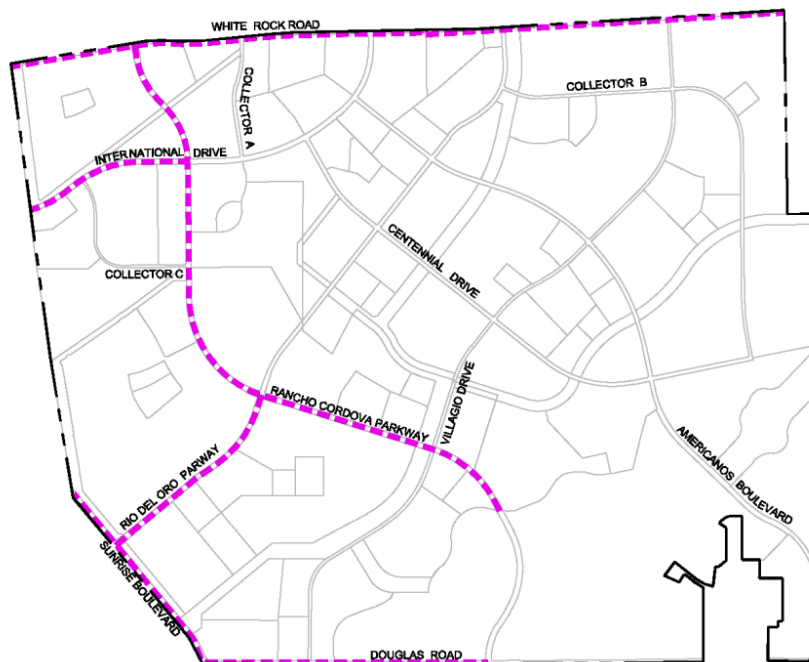 WHITE ROCK ROAD
COLLECTOR A
COLLECTOR B
INTERNATIONAL DRIVE
CENTENNIAL DRIVE
COLLECTOR C
RANCHO CORDOVA PARKWAY
VILLAGIO DRIVE
RIO DEL ORO PARWAY
AMERICANOS BOULEVARD
SUNRISE BOULEVARD
DOUGLAS ROAD